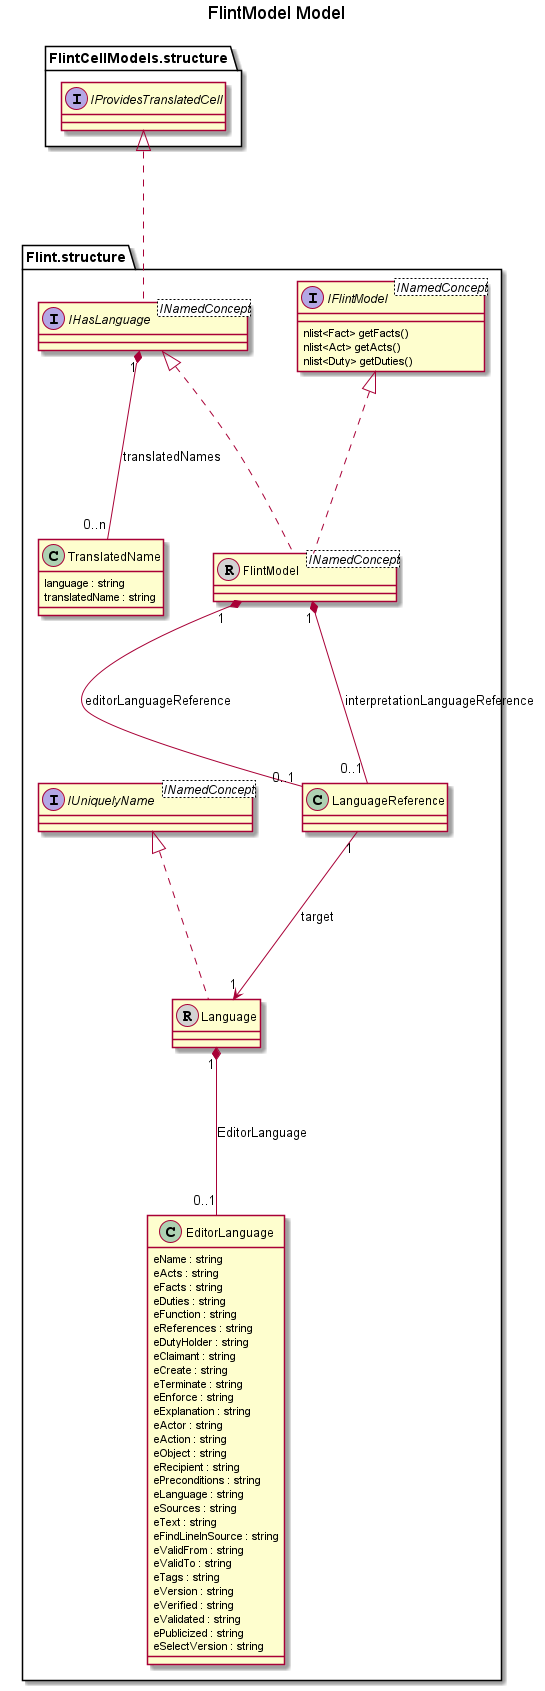 FlintModel Model
FlintCellModels.structure
I IProvidesTranslatedCell
Flint.structure
I IHasLanguage
INamedConcept
I IFlintModel
INamedConcept
nlist<Fact> getFacts()
nlist<Act> getActs()
nlist<Duty> getDuties()
1
translatedNames
0..n
C TranslatedName
language : string
translatedName : string
R FlintModel
INamedConcept
1
1
editorLanguageReference
interpretationLanguageReference
0..1
0..1
I IUniquelyName
INamedConcept
C LanguageReference
1
target
1
R Language
1
EditorLanguage
0..1
C EditorLanguage
eName : string
eActs : string
eFacts : string
eDuties : string
eFunction : string
eReferences : string
eDutyHolder : string
eClaimant : string
eCreate : string
eTerminate : string
eEnforce : string
eExplanation : string
eActor : string
eAction : string
eObject : string
eRecipient : string
ePreconditions : string
eLanguage : string
eSources : string
eText : string
eFindLineInSource : string
eValidFrom : string
eValidTo : string
eTags : string
eVersion : string
eVerified : string
eValidated : string
ePublicized : string
eSelectVersion : string